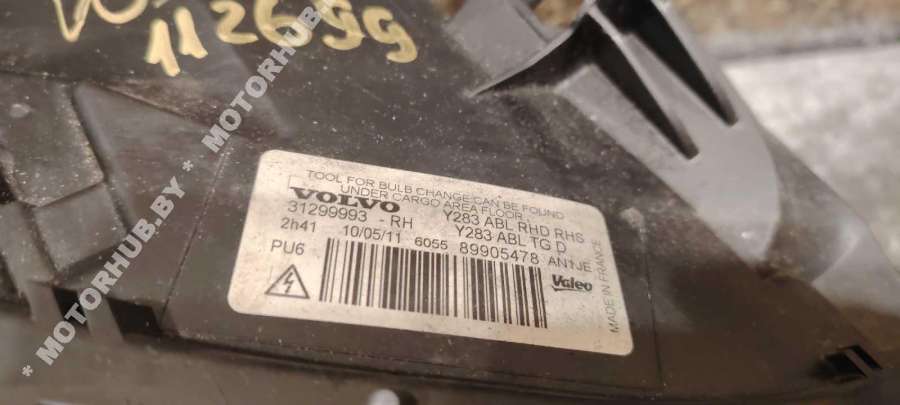 112699
TOOL FOR BULB CHANGE CAN BE FOUND
UNDER CARGO AREA FLOOR
VOLVO
31299993 - RH
Y283 ABL RHD RHS
Y283 ABL TG D
2h41 10/05/11 6055 89905478 AN1JE
PU6
Valeo
MADE IN FRANCE
* MOTORHUB.BY * MOTORHUB.BY *